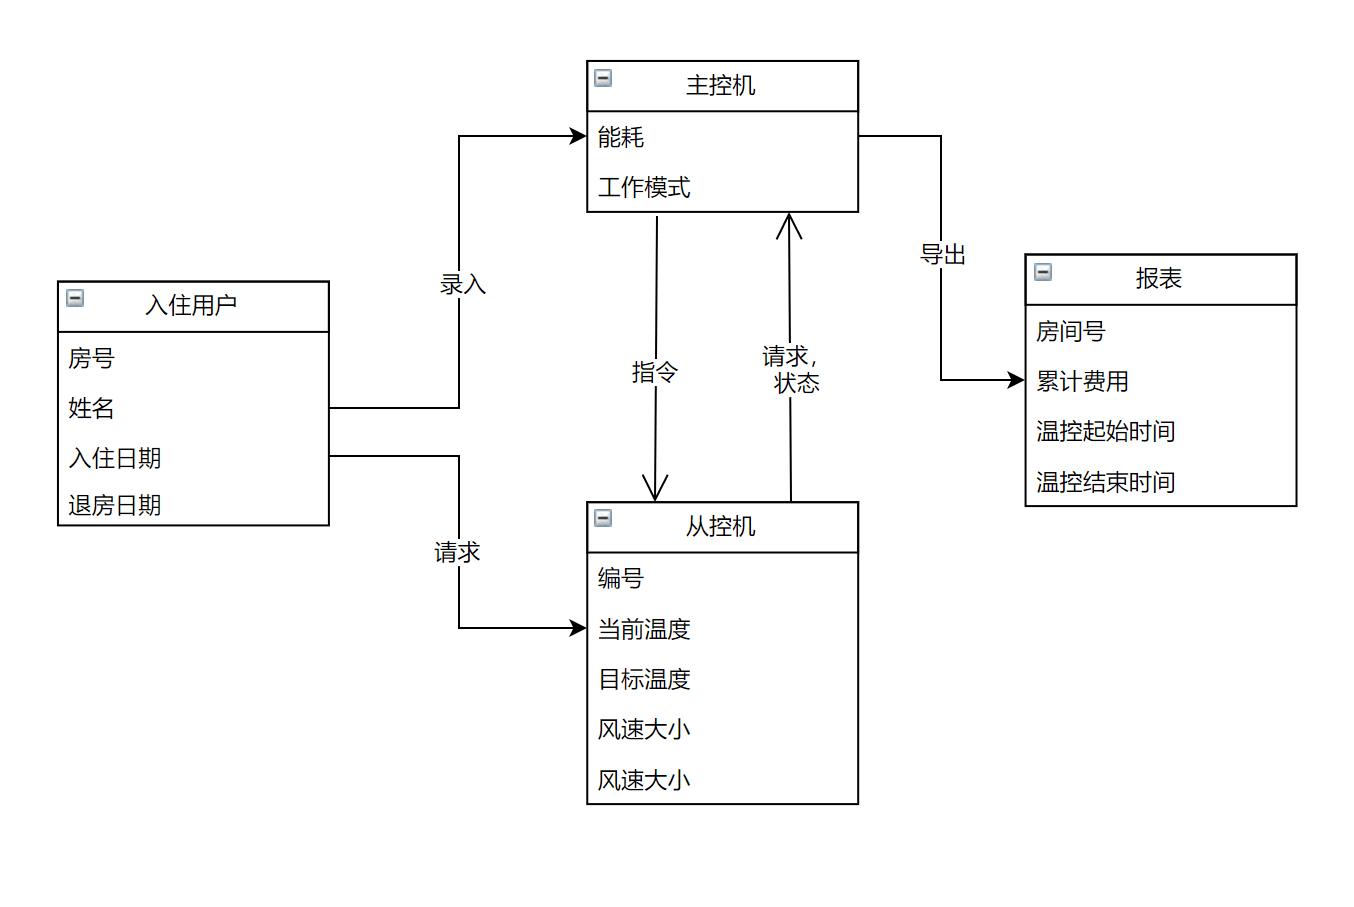 主控机
能耗
工作模式
录入
导出
入住用户
房号
姓名
入住日期
退房日期
指令
请求，
状态
报表
房间号
累计费用
温控起始时间
温控结束时间
请求
从控机
编号
当前温度
目标温度
风速大小
风速大小